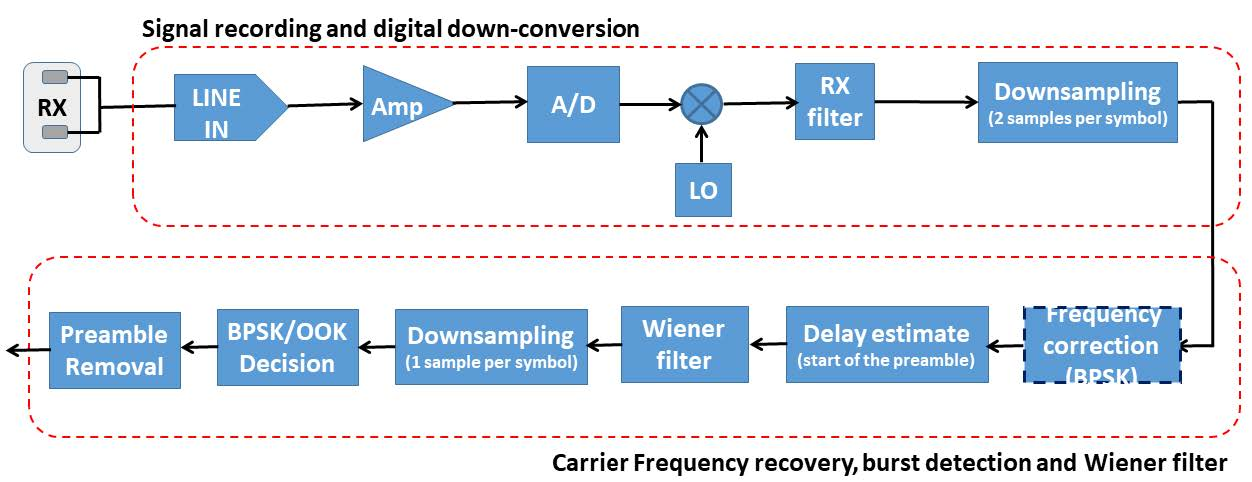 Signal recording and digital down-conversion
RX
LINE
IN
Amp
A/D
RX
filter
Downsampling
(2 samples per symbol)
LO
Preamble
Removal
BPSK/OOK
Decision
Downsampling
(1 sample per symbol)
Wiener
filter
Delay estimate
(start of the preamble)
Frequency
correction
(BPSK)
Carrier Frequency recovery, burst detection and Wiener filter